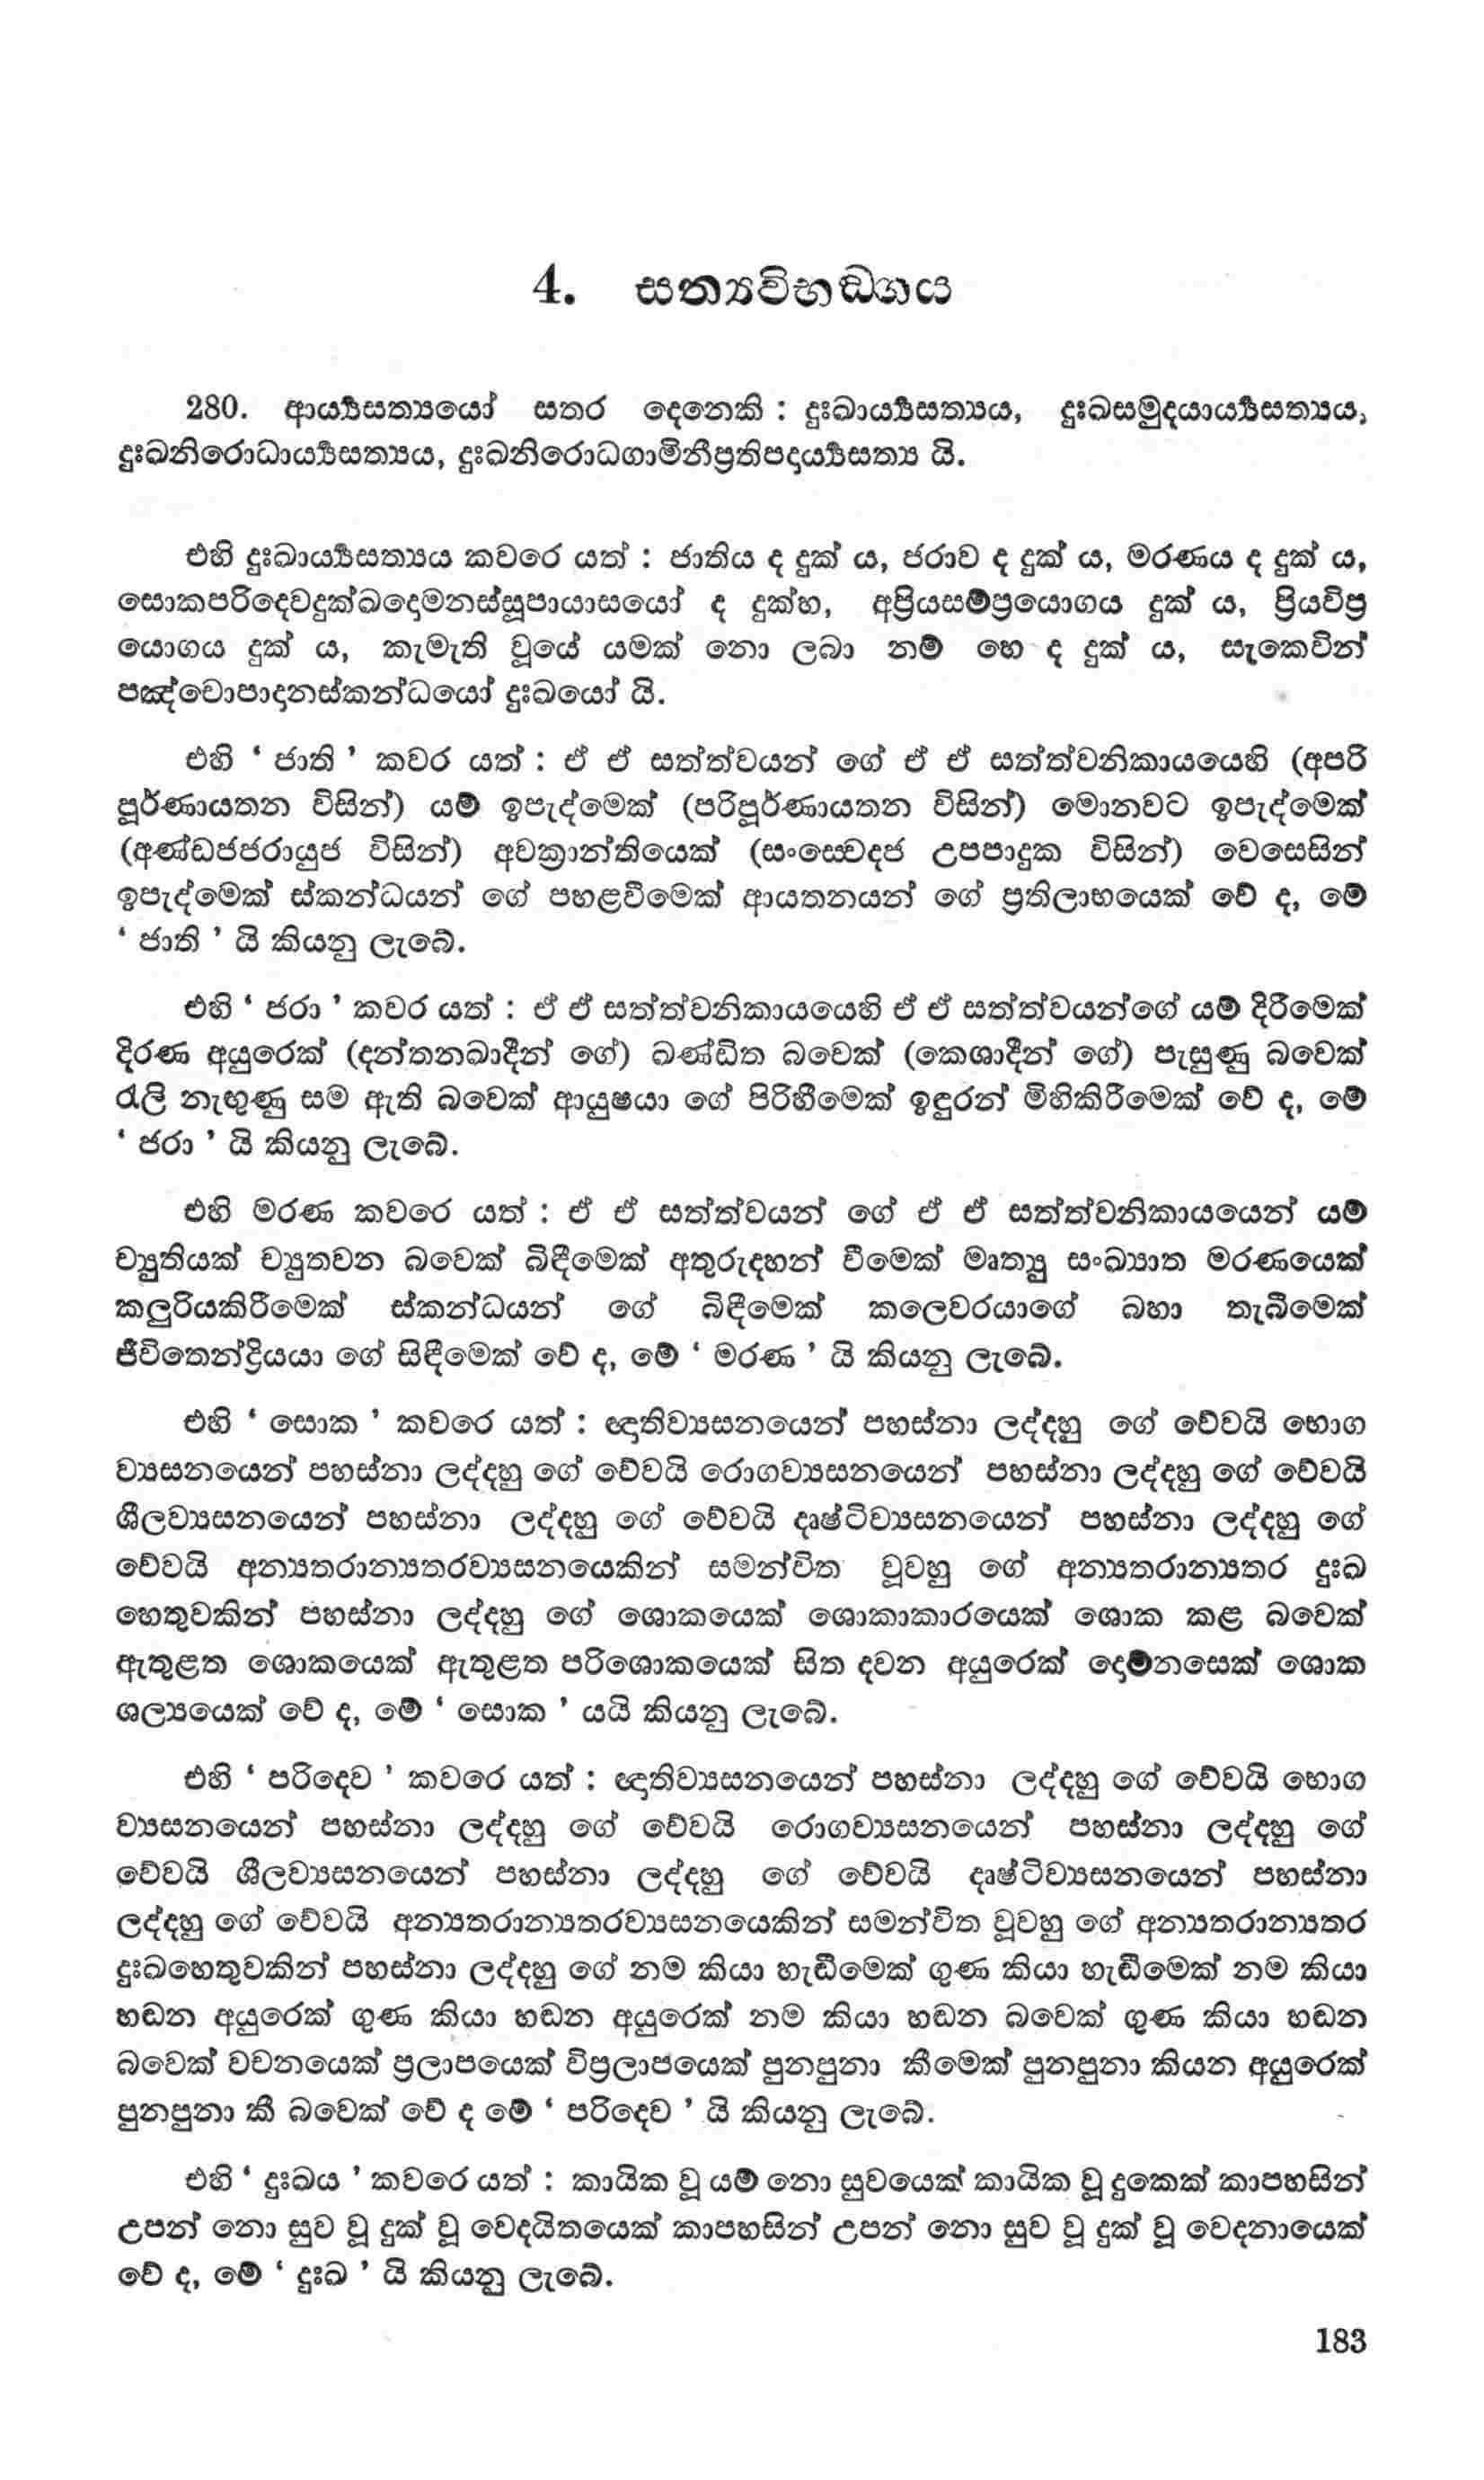 4. සත්‍යවිභඞ්ගය
280. ආර්‍ය්‍යසත්‍යයෝ සතර දෙනෙකි : දුඃඛාර්‍ය්‍යසත්‍යය, දුඃඛසමුදයාර්‍ය්‍යසත්‍යය,
දුඃඛනිරොධාර්‍ය්‍යසත්‍යය, දුඃඛනිරොධගාමිනීප්‍රතිපදාර්‍ය්‍යසත්‍ය යි.
එහි දුඃඛාර්‍ය්‍යසත්‍යය කවරෙ යත් : ජාතිය ද දුක් ය, ජරාව ද දුක් ය, මරණය ද දුක් ය,
සොකපරිදෙවදුක්ඛදොමනස්සූපායාසයෝ ද දුක්හ, අප්‍රියසම්ප්‍රයොගය දුක් ය, ප්‍රියවිප්‍ර
යොගය දුක් ය, කැමැති වූයේ යමක් නො ලබා නම් හෙ ද දුක් ය, සැකෙවින්
පඤ්චොපාදානස්කන්ධයෝ දුඃඛයෝ යි.
එහි ‘ ජාති ’ කවර යත් : ඒ ඒ සත්ත්වයන් ගේ ඒ ඒ සත්ත්වනිකායයෙහි (අපරි
පූර්ණායතන විසින්) යම් ඉපැද්මෙක් (පරිපූර්ණායතන විසින්) මොනවට ඉපැද්මෙක්
(අණ්ඩජජරායුජ විසින්) අවක්‍රාන්තියෙක් (සංස්වෙදජ උපපාදුක විසින්) වෙසෙසින්
ඉපැද්මෙක් ස්කන්ධයන් ගේ පහළවීමෙක් ආයතනයන් ගේ ප්‍රතිලාභයෙක් වේ ද, මේ
‘ ජාති ’ යි කියනු ලැබේ.
එහි ‘ ජරා ’ කවර යත් : ඒ ඒ සත්ත්වනිකායයෙහි ඒ ඒ සත්ත්වයන්ගේ යම් දිරීමෙක්
දිරණ අයුරෙක් (දන්තනඛාදීන් ගේ) ඛණ්ඩිත බවෙක් (කෙශාදීන් ගේ) පැසුණු බවෙක්
රැලි නැඟුණු සම ඇති බවෙක් ආයුෂයා ගේ පිරිහීමෙක් ඉඳුරන් මිහිකිරීමෙක් වේ ද, මේ
‘ ජරා ’ යි කියනු ලැබේ.
එහි මරණ කවරෙ යත් : ඒ ඒ සත්ත්වයන් ගේ ඒ ඒ සත්ත්වනිකායයෙන් යම්
ච්‍යුතියක් ච්‍යුතවන බවෙක් බිඳීමෙක් අතුරුදහන් වීමෙක් මෘත්‍යු සංඛ්‍යාත මරණයෙක්
කලුරියකිරීමෙක් ස්කන්ධයන් ගේ බිඳීමෙක් කලෙවරයාගේ බහා තැබීමෙක්
ජීවිතෙන්ද්‍රියයා ගේ සිඳීමෙක් වේ ද, මේ ‘ මරණ ’ යි කියනු ලැබේ.
එහි ‘ සොක ’ කවරෙ යත් : ඥාතිව්‍යසනයෙන් පහස්නා ලද්දහු ගේ වේවයි භොග
ව්‍යසනයෙන් පහස්නා ලද්දහු ගේ වේවයි රොගව්‍යසනයෙන් පහස්නා ලද්දහු ගේ වේවයි
ශීලව්‍යසනයෙන් පහස්නා ලද්දහු ගේ වේවයි දෘෂ්ටිව්‍යසනයෙන් පහස්නා ලද්දහු ගේ
වේවයි අන්‍යතරාන්‍යතරව්‍යසනයෙකින් සමන්විත වූවහු ගේ අන්‍යතරාන්‍යතර දුඃඛ
හෙතුවකින් පහස්නා ලද්දහු ගේ ශොකයෙක් ශොකාකාරයෙක් ශොක කළ බවෙක්
ඇතුළත ශොකයෙක් ඇතුළත පරිශොකයෙක් සිත දවන අයුරෙක් දොම්නසෙක් ශොක
ශල්‍යයෙක් වේ ද, මේ ‘ සොක ’ යයි කියනු ලැබේ.
එහි ‘ පරිදෙව ’ කවරෙ යත් : ඥාතිව්‍යසනයෙන් පහස්නා ලද්දහු ගේ වේවයි භොග
ව්‍යසනයෙන් පහස්නා ලද්දහු ගේ වේවයි රොගව්‍යසනයෙන් පහස්නා ලද්දහු ගේ
වේවයි ශීලව්‍යසනයෙන් පහස්නා ලද්දහු ගේ වේවයි දෘෂ්ටිව්‍යසනයෙන් පහස්නා
ලද්දහු ගේ වේවයි අන්‍යතරාන්‍යතරව්‍යසනයෙකින් සමන්විත වූවහු ගේ අන්‍යතරාන්‍යතර
දුඃඛහෙතුවකින් පහස්නා ලද්දහු ගේ නම කියා හැඬීමෙක් ගුණ කියා හැඬීමෙක් නම කියා
හඬන අයුරෙක් ගුණ කියා හඬන අයුරෙක් නම කියා හඬන බවෙක් ගුණ කියා හඬන
බවෙක් වචනයෙක් ප්‍රලාපයෙක් විප්‍රලාපයෙක් පුනපුනා කීමෙක් පුනපුනා කියන අයුරෙක්
පුනපුනා කී බවෙක් වේ ද මේ ‘ පරිදෙව ’ යි කියනු ලැබේ.
එහි ‘ දුඃඛය ’ කවරෙ යත් : කායික වූ යම් නො සුවයෙක් කායික වූ දුකෙක් කාපහසින්
උපන් නො සුව වූ දුක් වූ වෙදයිතයෙක් කාපහසින් උපන් නො සුව වූ දුක් වූ වෙදනායෙක්
වේ ද, මේ ‘ දුඃඛ ’ යි කියනු ලැබේ.
183